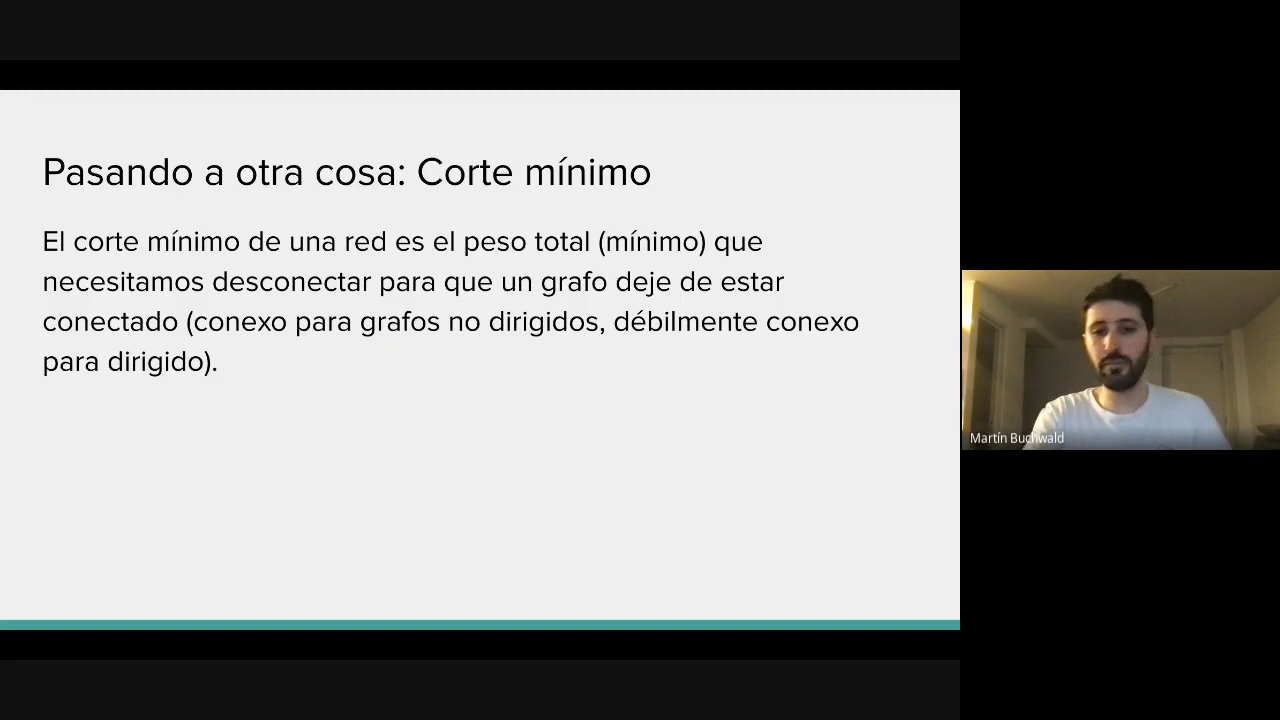 Pasando a otra cosa: Corte mínimo
El corte mínimo de una red es el peso total (mínimo) que
necesitamos desconectar para que un grafo deje de estar
conectado (conexo para grafos no dirigidos, débilmente conexo
para dirigido).
Martín Buchwald